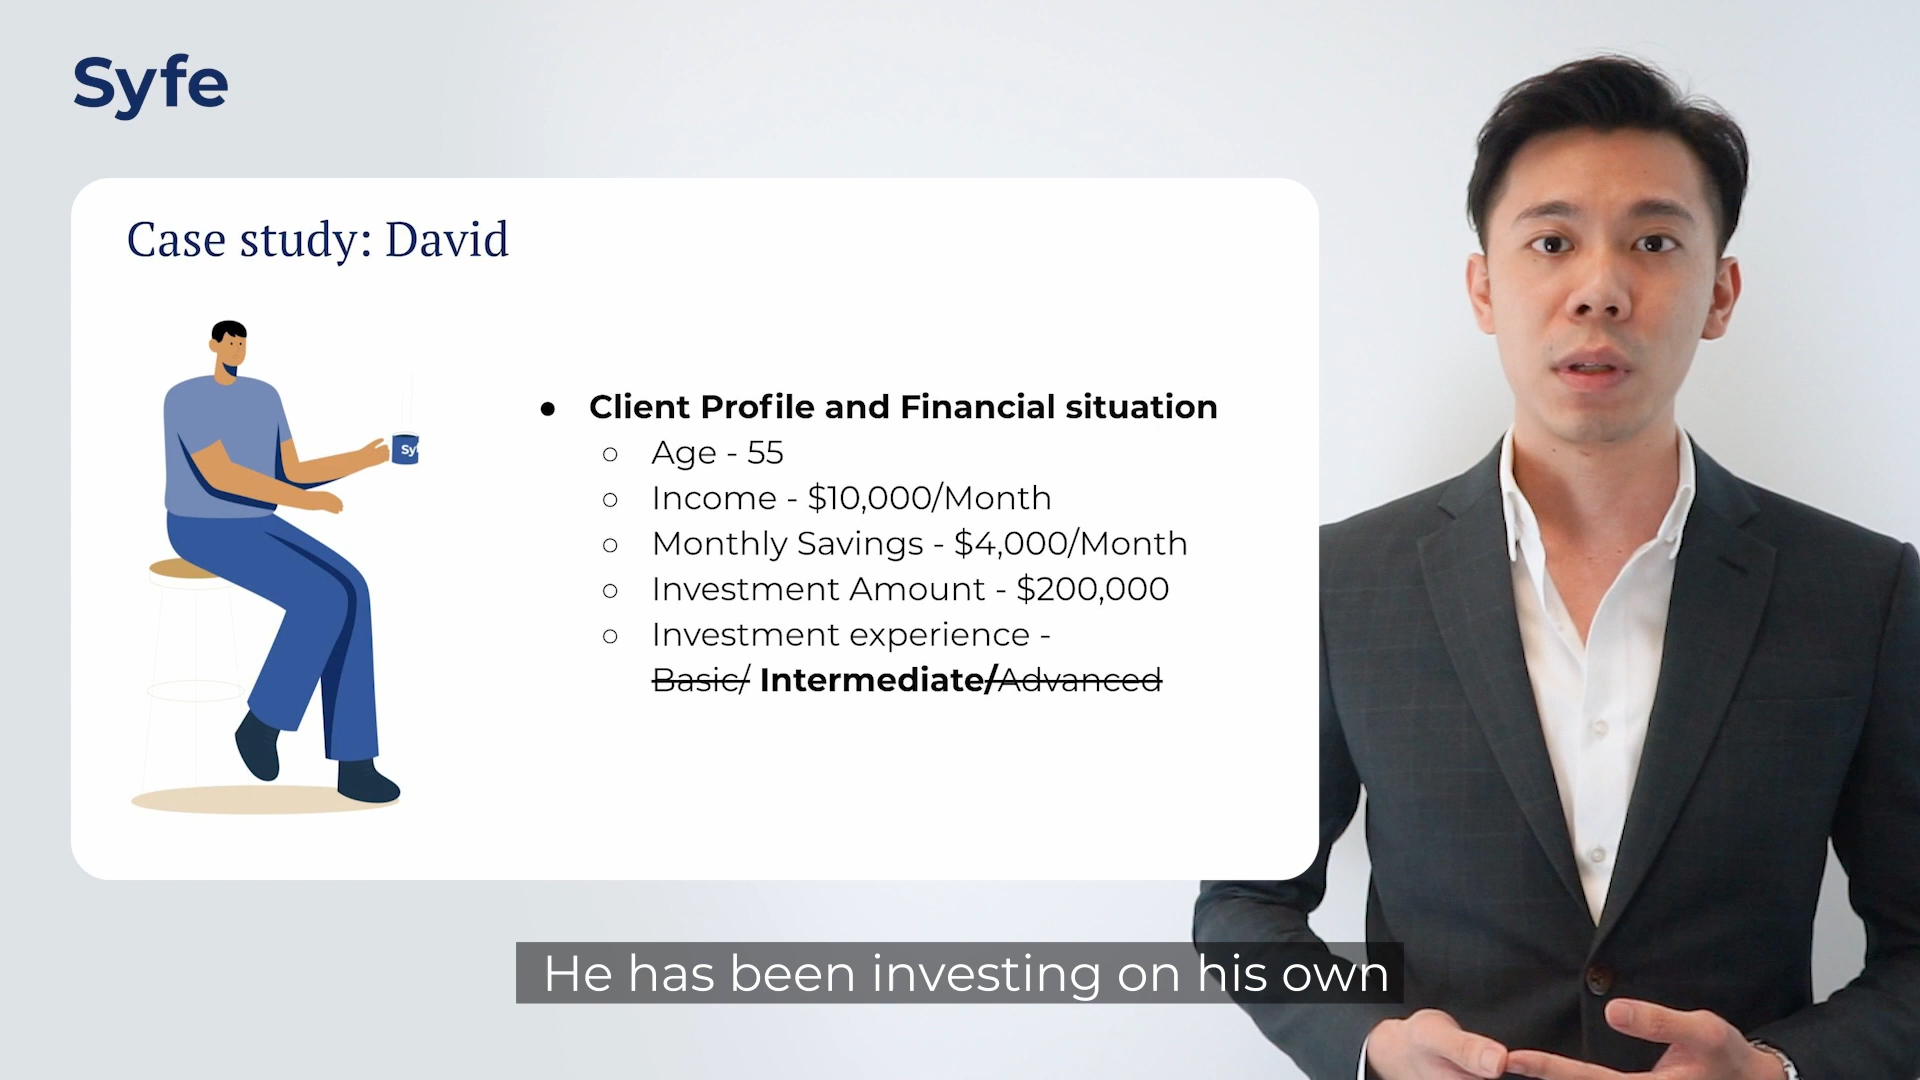 Syfe
Case study: David
Sy
● Client Profile and Financial situation
○ Age - 55
○ Income - $10,000/Month
○ Monthly Savings - $4,000/Month
○ Investment Amount - $200,000
○ Investment experience -
Basic/ Intermediate/Advanced
He has been investing on his own